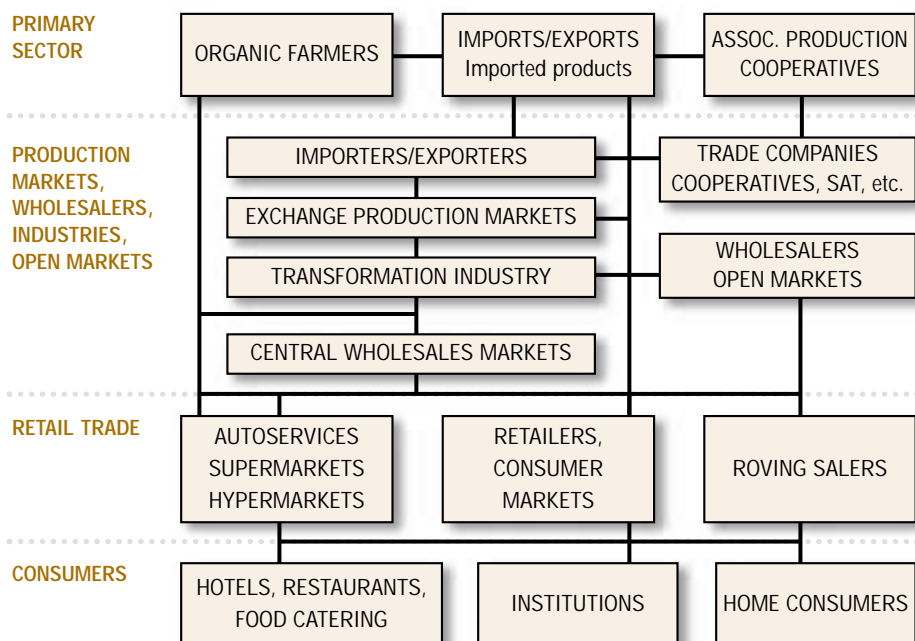 PRIMARY
SECTOR
ORGANIC FARMERS
IMPORTS/EXPORTS
Imported products
ASSOC. PRODUCTION
COOPERATIVES
PRODUCTION
MARKETS,
WHOLESALERS,
INDUSTRIES,
OPEN MARKETS
IMPORTERS/EXPORTERS
TRADE COMPANIES
COOPERATIVES, SAT, etc.
EXCHANGE PRODUCTION MARKETS
TRANSFORMATION INDUSTRY
WHOLESALERS
OPEN MARKETS
CENTRAL WHOLESALES MARKETS
RETAIL TRADE
AUTOSERVICES
SUPERMARKETS
HYPERMARKETS
RETAILERS,
CONSUMER
MARKETS
ROVING SALERS
CONSUMERS
HOTELS, RESTAURANTS,
FOOD CATERING
INSTITUTIONS
HOME CONSUMERS